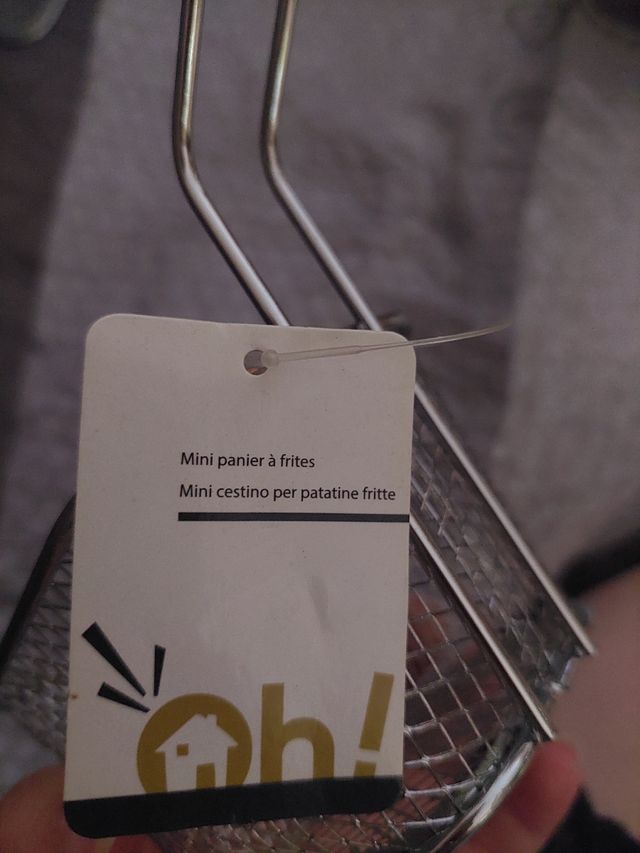 Mini panier à frites
Mini cestino per patatine fritte
Oh!